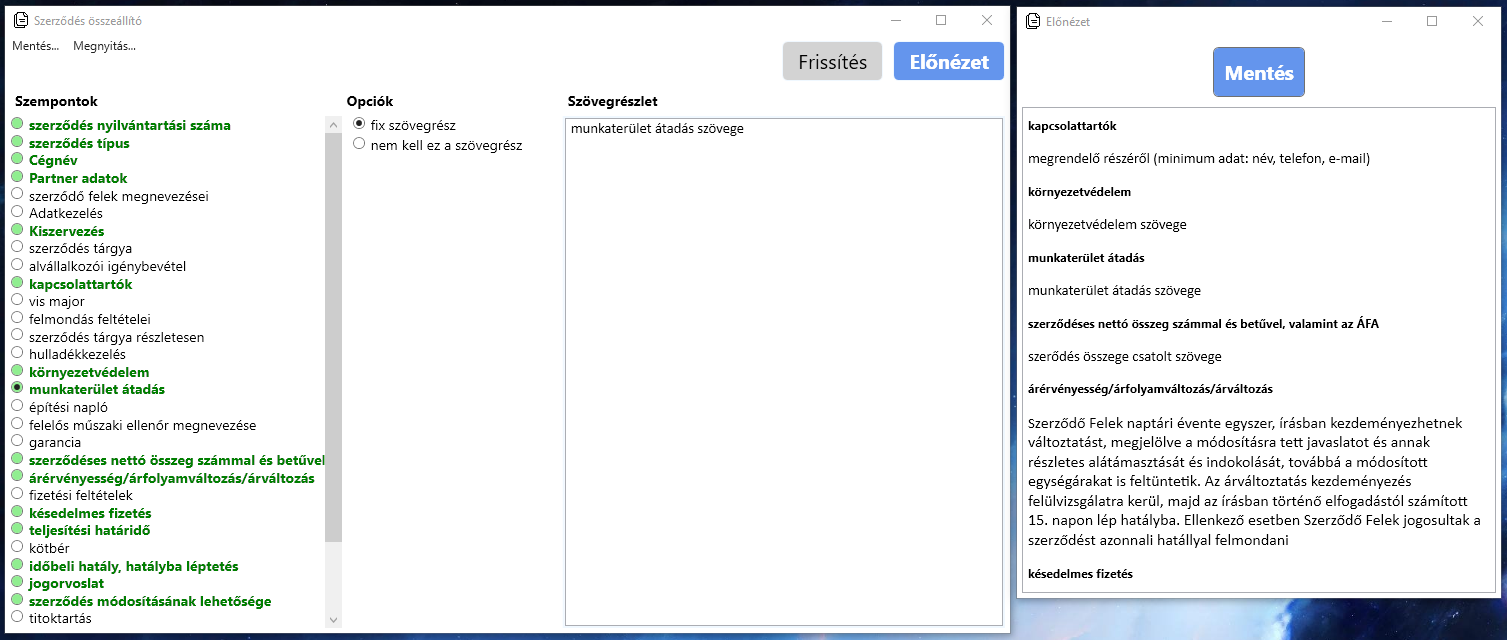 Szerződés összeállító
Mentés...
Megnyitás...
Frissítés
Előnézet
Szempontok
szerződés nyilvántartási száma
szerződés típus
Cégnév
Partner adatok
szerződő felek megnevezései
Adatkezelés
Kiszervezés
szerződés tárgya
alvállalkozói igénybevétel
kapcsolattartók
vis major
felmondás feltételei
szerződés tárgya részletesen
hulladékkezelés
környezetvédelem
munkaterület átadás
építési napló
felelős műszaki ellenőr megnevezése
garancia
szerződéses nettó összeg számmal és betűvel
árérvényesség/árfolyamváltozás/árváltozás
fizetési feltételek
késedelmes fizetés
teljesítési határidő
kötbér
időbeli hatály, hatályba léptetés
jogorvoslat
szerződés módosításának lehetősége
titoktartás
Opciók
fix szövegrész
nem kell ez a szövegrész
Szövegrészlet
munkaterület átadás szövege
Előnézet
Mentés
kapcsolattartók
megrendelő részéről (minimum adat: név, telefon, e-mail)
környezetvédelem
környezetvédelem szövege
munkaterület átadás
munkaterület átadás szövege
szerződéses nettó összeg számmal és betűvel, valamint az ÁFA
szerődés összege csatolt szövege
árérvényesség/árfolyamváltozás/árváltozás
Szerződő Felek naptári évente egyszer, írásban kezdeményezhetnek
változtatást, megjelölve a módosításra tett javaslatot és annak
részletes alátámasztását és indokolását, továbbá a módosított
egységárakat is feltüntetik. Az árváltoztatás kezdeményezés
felülvizsgálatra kerül, majd az írásban történő elfogadástól számított
15. napon lép hatályba. Ellenkező esetben Szerződő Felek jogosultak a
szerződést azonnali hatállyal felmondani
késedelmes fizetés